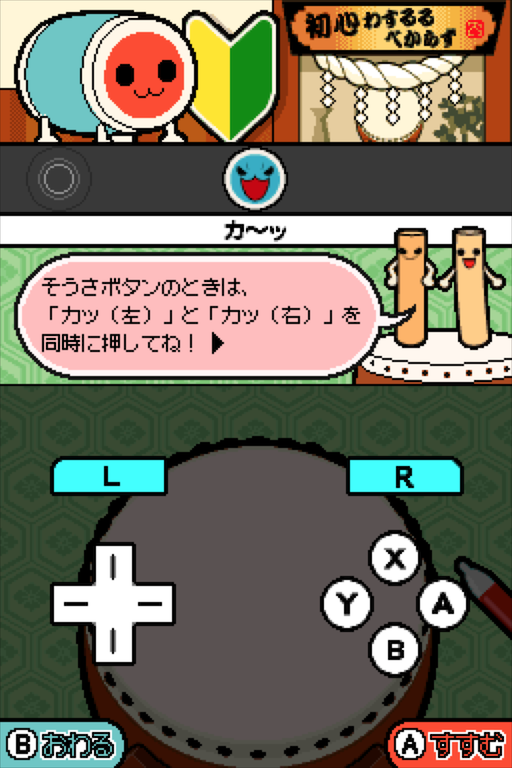 初心わするる
べからず
カ〜ッ
そうさボタンのときは、
「カッ（左）」と「カッ（右）」を
同時に押してね！▶
L R
X
Y A
B
B おわる A すすむ